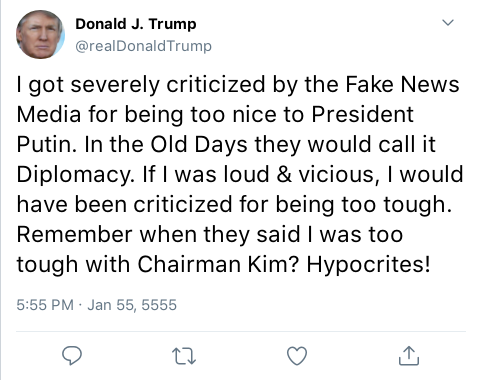 Donald J. Trump
@realDonaldTrump
I got severely criticized by the Fake News
Media for being too nice to President
Putin. In the Old Days they would call it
Diplomacy. If I was loud & vicious, I would
have been criticized for being too tough.
Remember when they said I was too
tough with Chairman Kim? Hypocrites!
5:55 PM · Jan 55, 5555